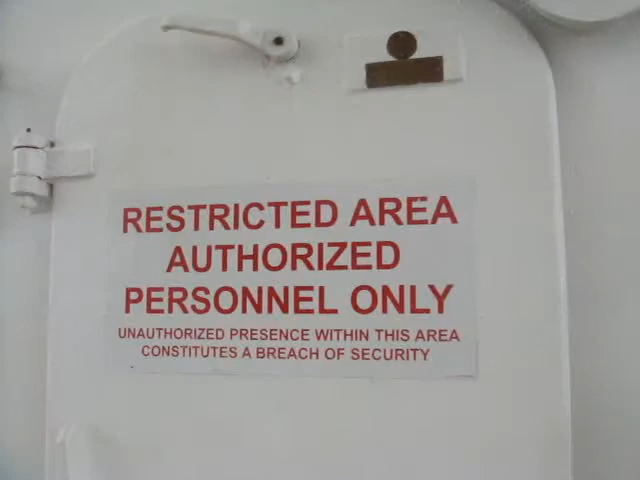 RESTRICTED AREA
AUTHORIZED
PERSONNEL ONLY
UNAUTHORIZED PRESENCE WITHIN THIS AREA
CONSTITUTES A BREACH OF SECURITY